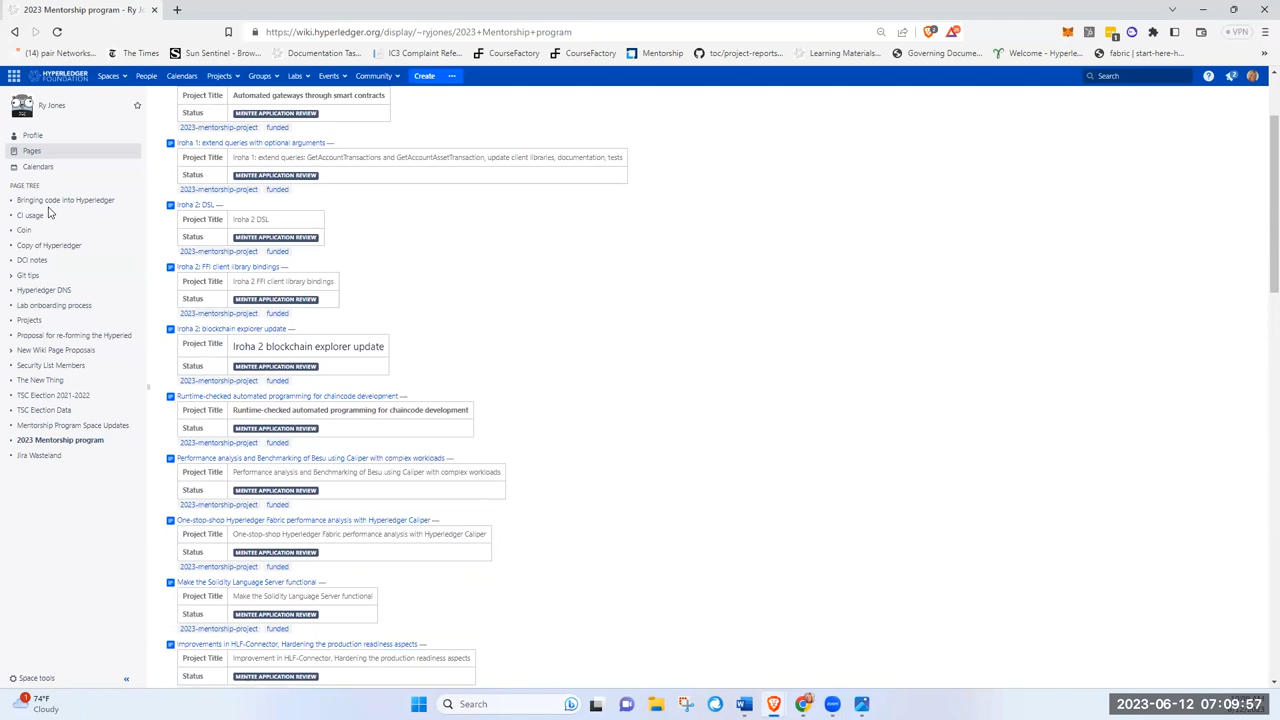 2023 Mentorship program - Ry J
https://wiki.hyperledger.org/display/~ryjones/2023+Mentorship+program
VPN
(14) pair Networks...
T
Sun Sentinel - Brow...
IC3 Complaint Refe...
CourseFactory
CourseFactory
Mentorship
toc/project-reports...
Learning Materials...
Governing Docume...
Welcome - Hyperle...
fabric | start-here/b...
HYPERLEDGER FOUNDATION
Spaces People Calendars Projects Groups Labs Events Community Create
Search
2
Ry Jones
Profile
Pages
Calendars
PAGE TREE
Bringing code into Hyperledger
CI usage
Coin
Copy of Hyperledger
DCI notes
Git tips
Hyperledger DNS
Lab onboarding process
Projects
Proposal for re-forming the Hyperled
New Wiki Page Proposals
Security List Members
The New Thing
TSC Election 2021-2022
TSC Election Data
Mentorship Program Space Updates
2023 Mentorship program
Jira Wasteland
Space tools
Project Title Automated gateways through smart contracts
Status MENTEE APPLICATION REVIEW
2023-mentorship-project funded
Iroha 1: extend queries with optional arguments —
Project Title Iroha 1: extend queries: GetAccountTransactions and GetAccountAssetTransaction, update client libraries, documentation, tests
Status MENTEE APPLICATION REVIEW
2023-mentorship-project funded
Iroha 2: DSL —
Project Title Iroha 2 DSL
Status MENTEE APPLICATION REVIEW
2023-mentorship-project funded
Iroha 2: FFI client library bindings —
Project Title Iroha 2 FFI client library bindings
Status MENTEE APPLICATION REVIEW
2023-mentorship-project funded
Iroha 2: blockchain explorer update —
Project Title Iroha 2 blockchain explorer update
Status MENTEE APPLICATION REVIEW
2023-mentorship-project funded
Runtime-checked automated programming for chaincode development —
Project Title Runtime-checked automated programming for chaincode development
Status MENTEE APPLICATION REVIEW
2023-mentorship-project funded
Performance analysis and Benchmarking of Besu using Caliper with complex workloads —
Project Title Performance analysis and Benchmarking of Besu using Caliper with complex workloads
Status MENTEE APPLICATION REVIEW
2023-mentorship-project funded
One-stop-shop Hyperledger Fabric performance analysis with Hyperledger Caliper —
Project Title One-stop-shop Hyperledger Fabric performance analysis with Hyperledger Caliper
Status MENTEE APPLICATION REVIEW
2023-mentorship-project funded
Make the Solidity Language Server functional —
Project Title Make the Solidity Language Server functional
Status MENTEE APPLICATION REVIEW
2023-mentorship-project funded
Improvements in HLF-Connector, Hardening the production readiness aspects —
Project Title Improvement in HLF-Connector, Hardening the production readiness aspects
Status MENTEE APPLICATION REVIEW
1
74°F
Cloudy
Search
2023-06-12 07:09:57